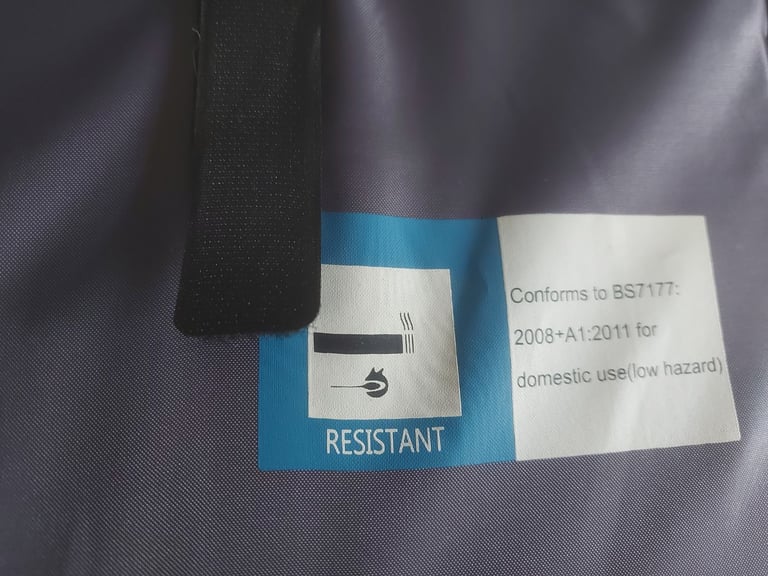 RESISTANT
Conforms to BS7177:
2008+A1:2011 for
domestic use(low hazard)